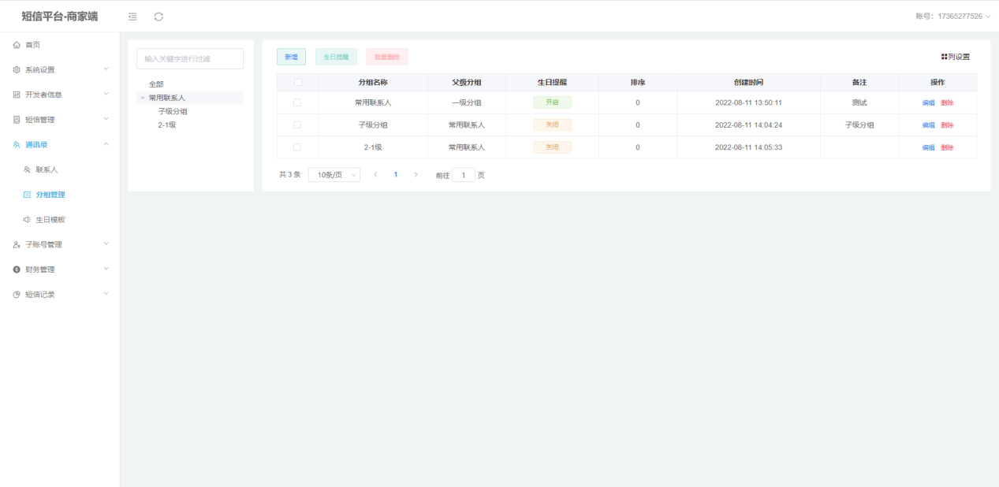 短信平台-商家端
账号：17365277526
首页
系统设置
开发者信息
短信管理
通讯录
联系人
分组管理
生日模板
子账号管理
财务管理
短信记录
输入关键字进行过滤
全部
常用联系人
子级分组
2-1级
新增 生日提醒 批量删除 列设置
分组名称 父级分组 生日提醒 排序 创建时间 备注 操作
常用联系人 一级分组 开启 0 2022-08-11 13:50:11 测试 编辑 删除
子级分组 常用联系人 关闭 0 2022-08-11 14:04:24 子级分组 编辑 删除
2-1级 常用联系人 关闭 0 2022-08-11 14:05:33 编辑 删除
共 3 条 10条/页 1 前往 1 页